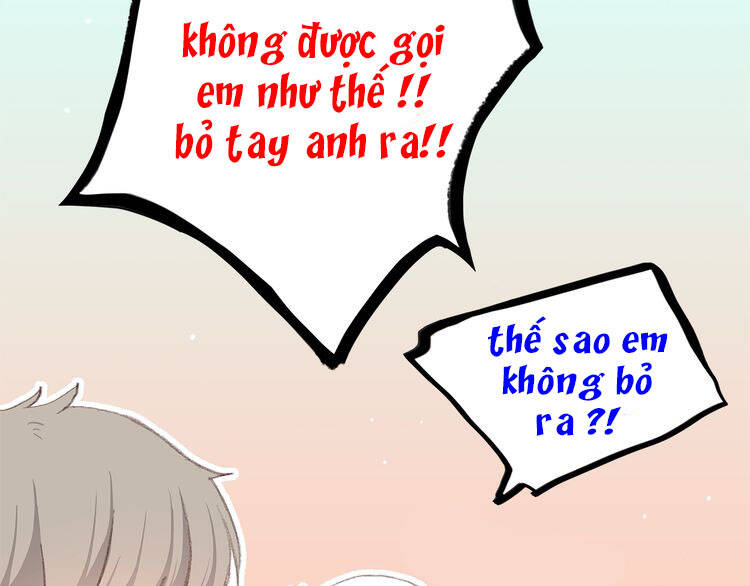 không được gọi
em như thế !!
bỏ tay anh ra!!
thế sao em
không bỏ
ra ?!